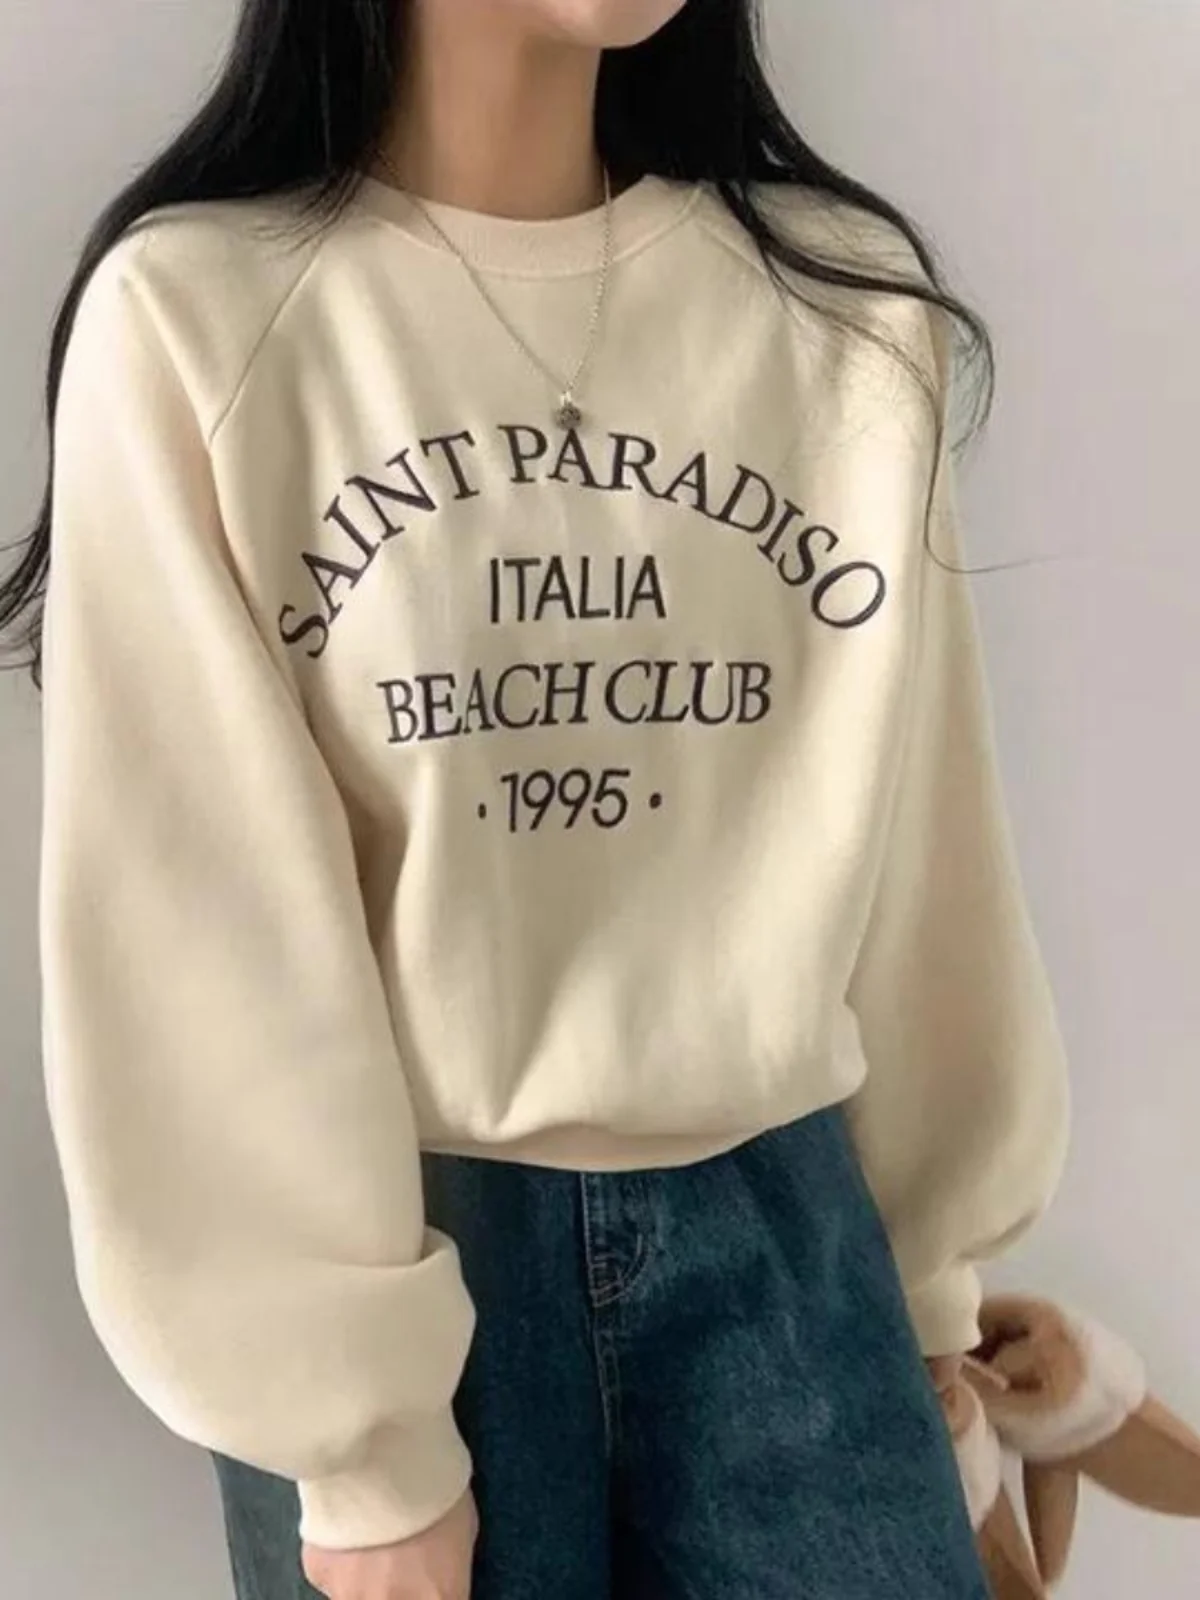 SAINT PARADISO
ITALIA
BEACH CLUB
· 1995 ·